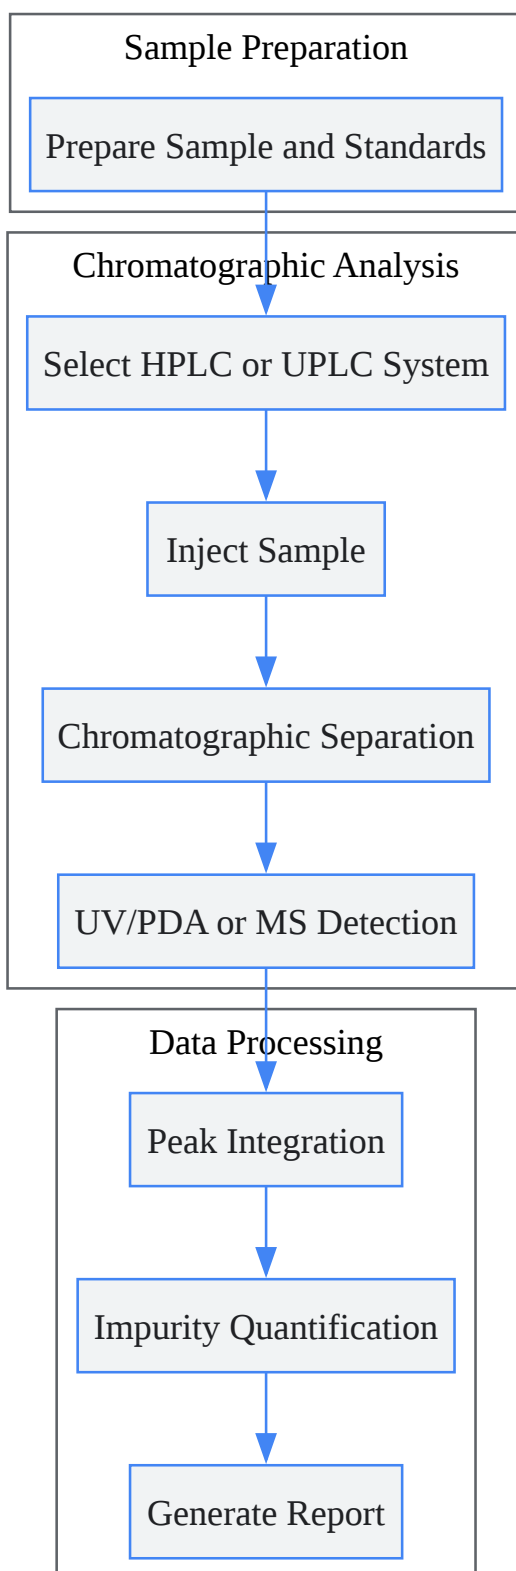 Sample Preparation
Prepare Sample and Standards
Chromatographic Analysis
Select HPLC or UPLC System
Inject Sample
Chromatographic Separation
UV/PDA or MS Detection
Data Processing
Peak Integration
Impurity Quantification
Generate Report